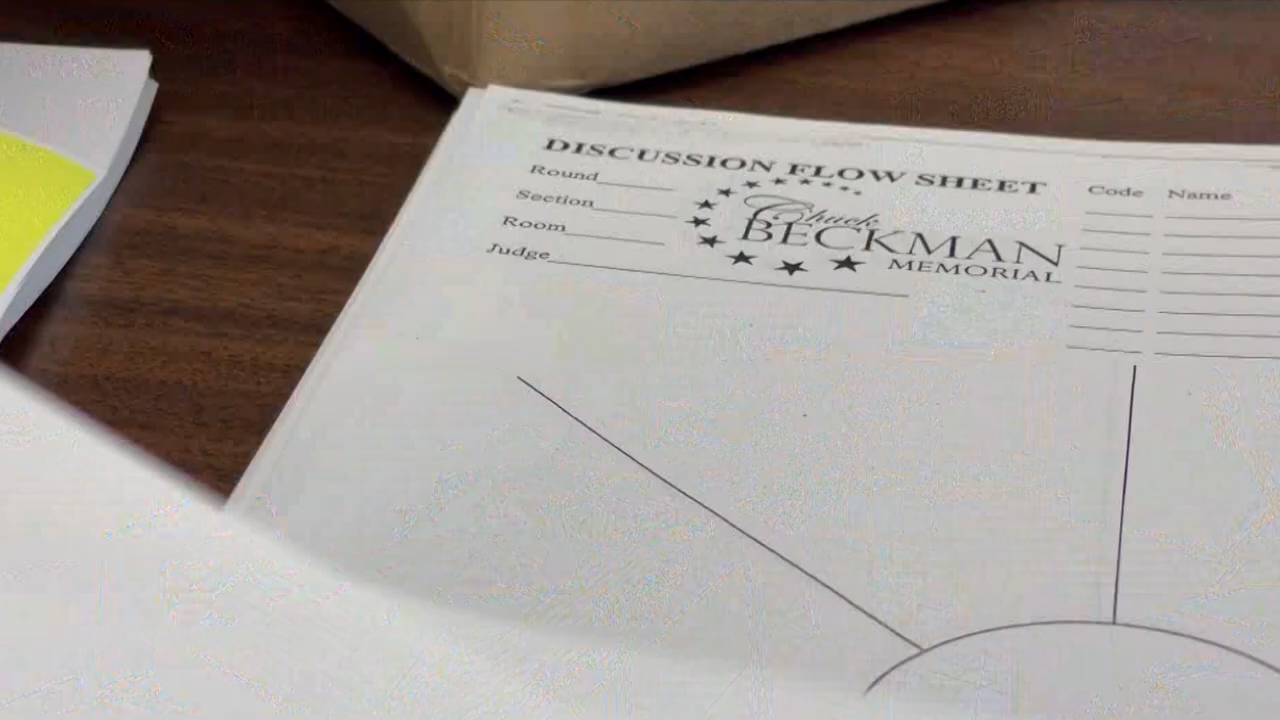 DISCUSSION FLOW SHEET
Round
Section
Room
Judge
Chuck
BECKMAN
MEMORIAL
Code Name